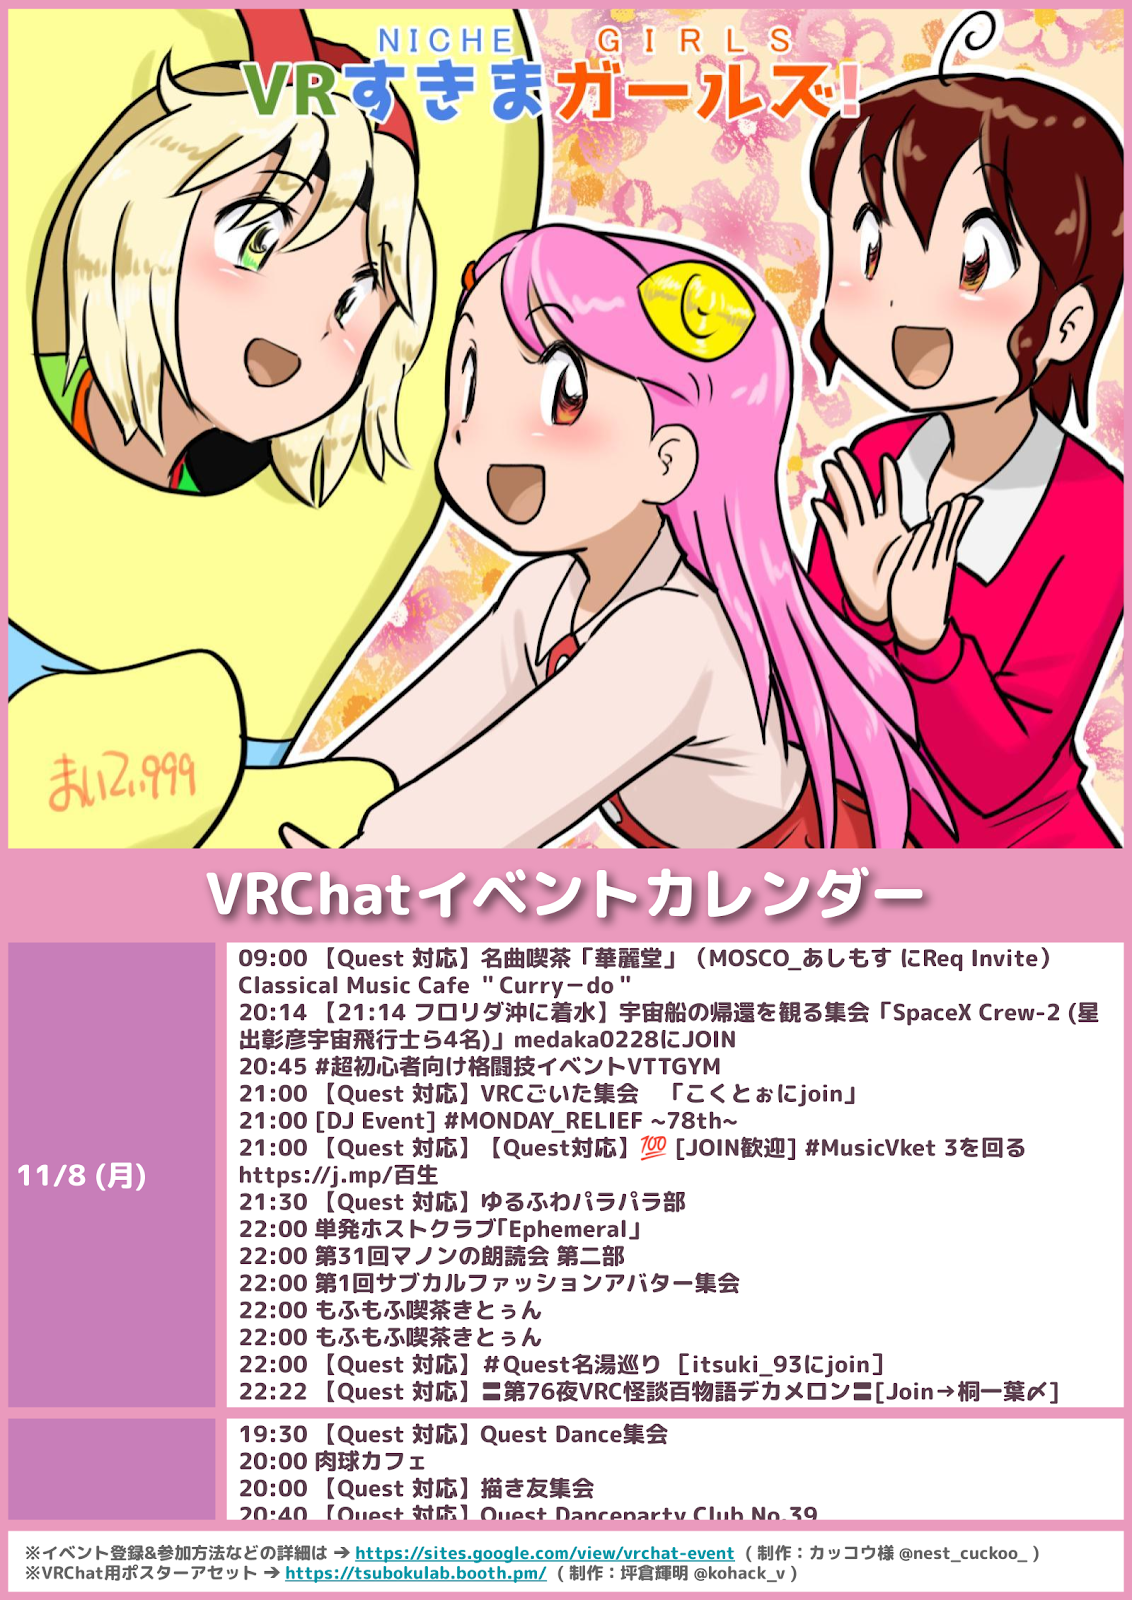 NICHE GIRLS
VRすきまガールズ!
まいてぃ999
VRChatイベントカレンダー
11/8 (月)
09:00 【Quest 対応】名曲喫茶「華麗堂」（MOSCO_あしもす にReq Invite）
Classical Music Cafe ＂Curry－do＂
20:14 【21:14 フロリダ沖に着水】宇宙船の帰還を観る集会「SpaceX Crew-2 (星
出彰彦宇宙飛行士ら4名)」medaka0228にJOIN
20:45 #超初心者向け格闘技イベントVTTGYM
21:00 【Quest 対応】VRCごいた集会　「こくとぉにjoin」
21:00 [DJ Event] #MONDAY_RELIEF ~78th~
21:00 【Quest 対応】【Quest対応】💯 [JOIN歓迎] #MusicVket 3を回る
https://j.mp/百生
21:30 【Quest 対応】ゆるふわパラパラ部
22:00 単発ホストクラブ「Ephemeral」
22:00 第31回マノンの朗読会 第二部
22:00 第1回サブカルファッションアバター集会
22:00 もふもふ喫茶きとぅん
22:00 もふもふ喫茶きとぅん
22:00 【Quest 対応】＃Quest名湯巡り ［itsuki_93にjoin］
22:22 【Quest 対応】〓第76夜VRC怪談百物語デカメロン〓[Join→桐一葉〆]
19:30 【Quest 対応】Quest Dance集会
20:00 肉球カフェ
20:00 【Quest 対応】描き友集会
20:40 【Quest 対応】Quest Danceparty Club No.39
※イベント登録&参加方法などの詳細は → https://sites.google.com/view/vrchat-event ( 制作：カッコウ様 @nest_cuckoo_ )
※VRChat用ポスターアセット → https://tsubokulab.booth.pm/ ( 制作：坪倉輝明 @kohack_v )